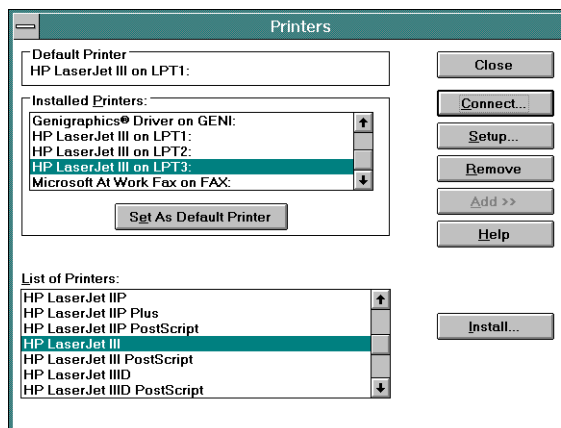 Printers
Default Printer
HP LaserJet III on LPT1:
Installed Printers:
Genigraphics® Driver on GENI:
HP LaserJet III on LPT1:
HP LaserJet III on LPT2:
HP LaserJet III on LPT3:
Microsoft At Work Fax on FAX:
Set As Default Printer
Close
Connect...
Setup...
Remove
Add >>
Help
List of Printers:
HP LaserJet IIP
HP LaserJet IIP Plus
HP LaserJet IIP PostScript
HP LaserJet III
HP LaserJet III PostScript
HP LaserJet IIID
HP LaserJet IIID PostScript
Install...